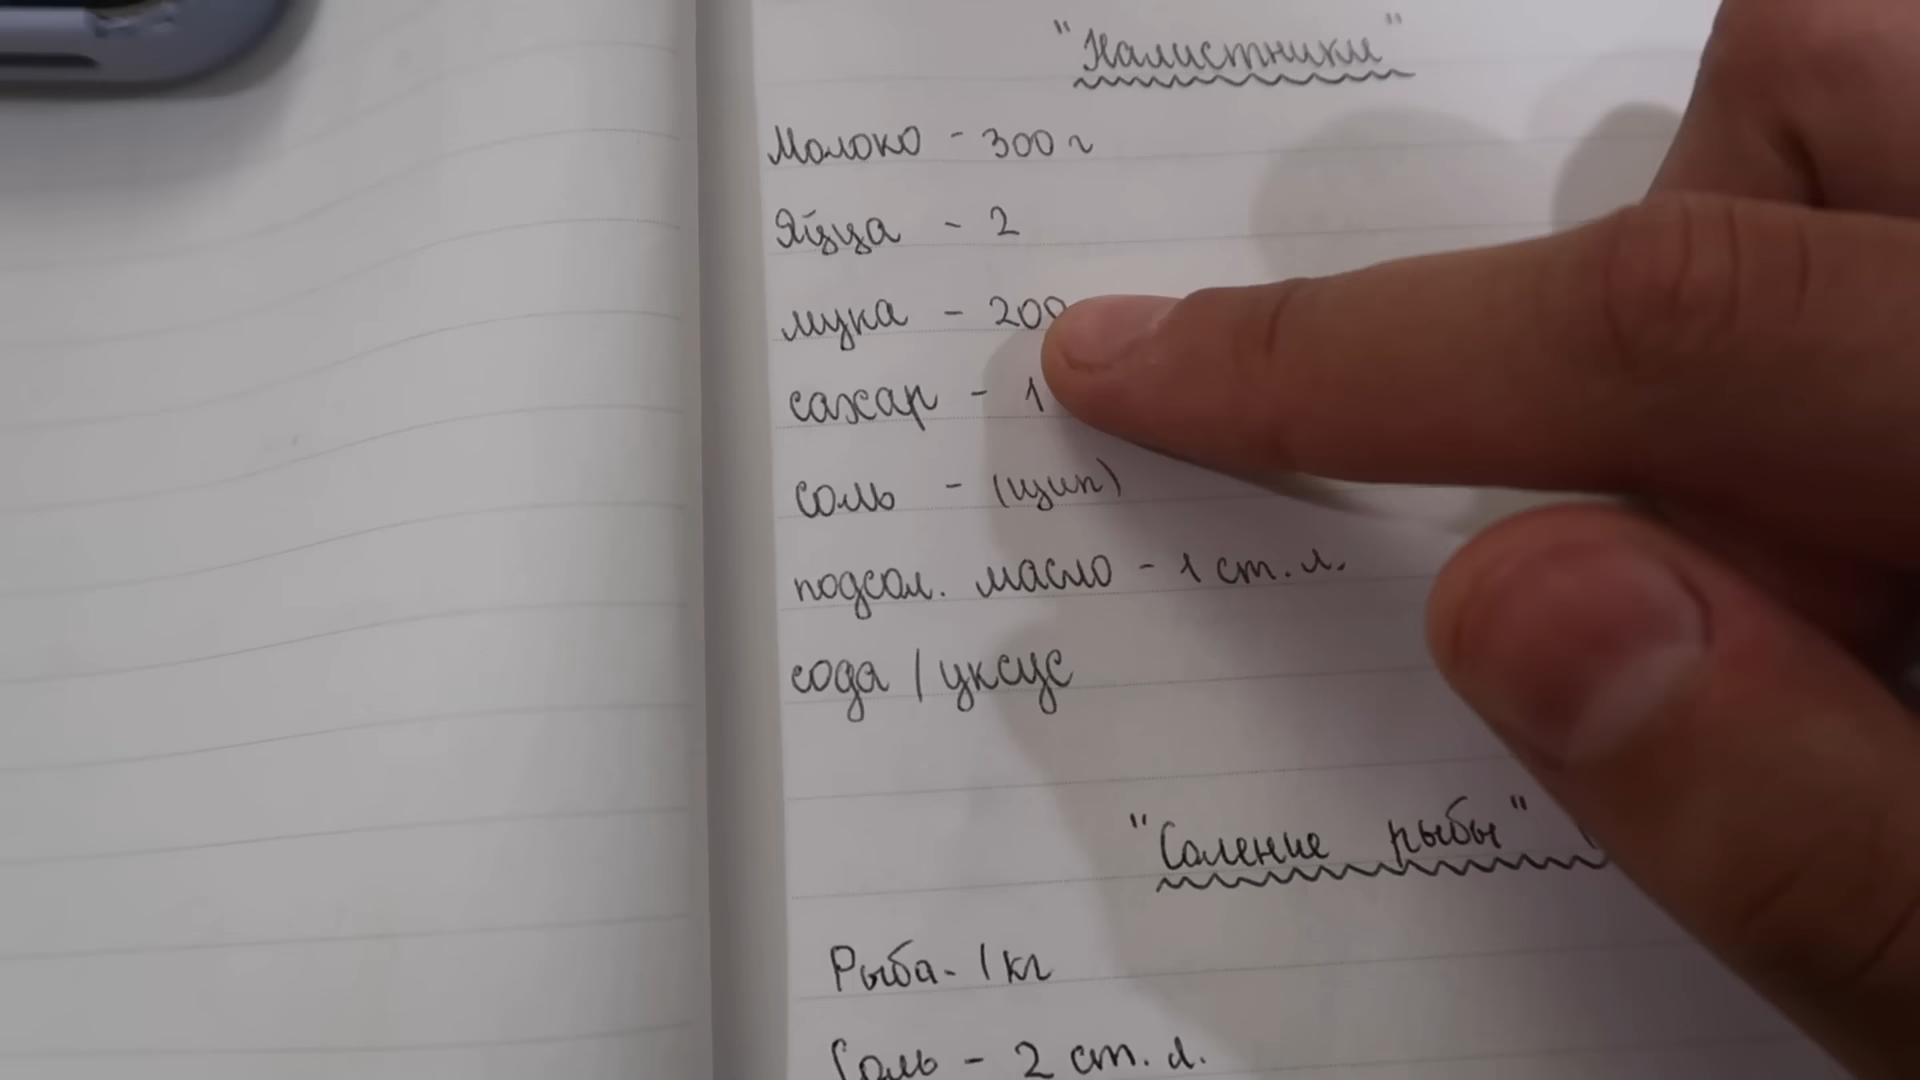 "Налистники"
Молоко - 300 г
Яйца - 2
мука - 200
сахар - 1
соль - (щип)
подсол. масло - 1 ст. л.
сода / уксус
"Соление рыбы" (
Рыба - 1 кг
Соль - 2 ст. л.